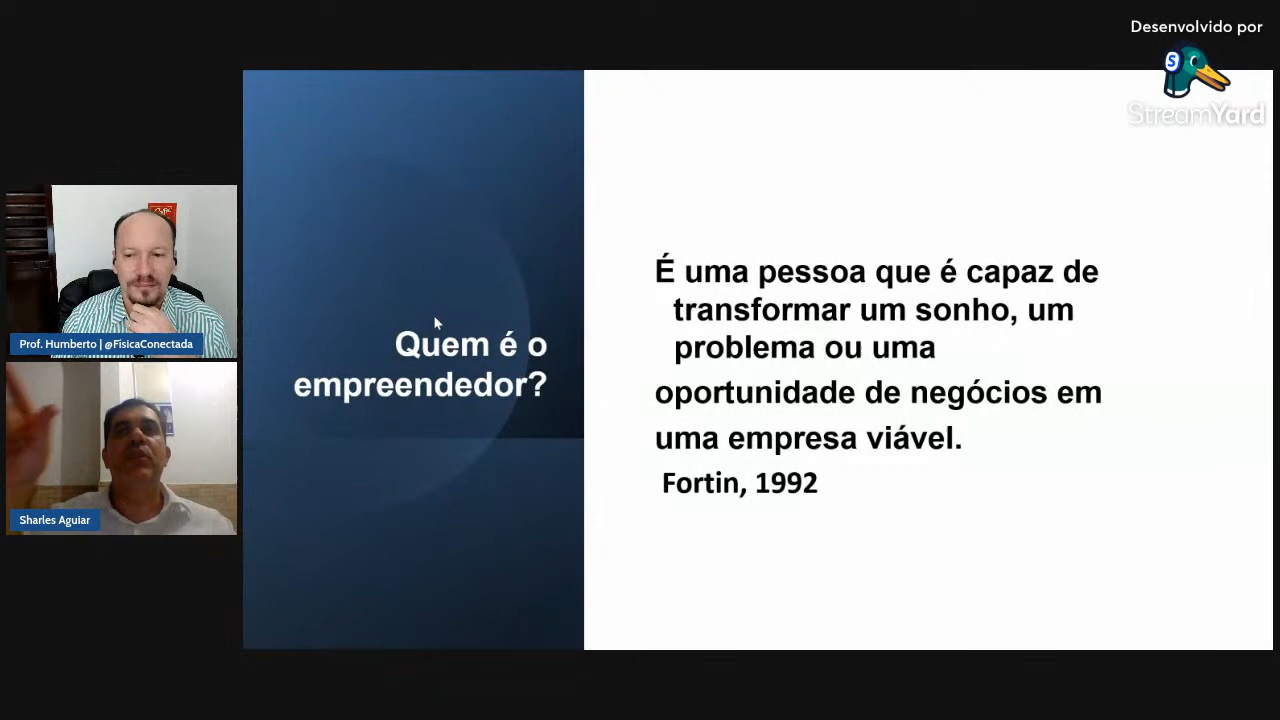 Desenvolvido por
StreamYard
Prof. Humberto | @FísicaConectada
Sharles Aguiar
Quem é o
empreendedor?
É uma pessoa que é capaz de
transformar um sonho, um
problema ou uma
oportunidade de negócios em
uma empresa viável.
Fortin, 1992